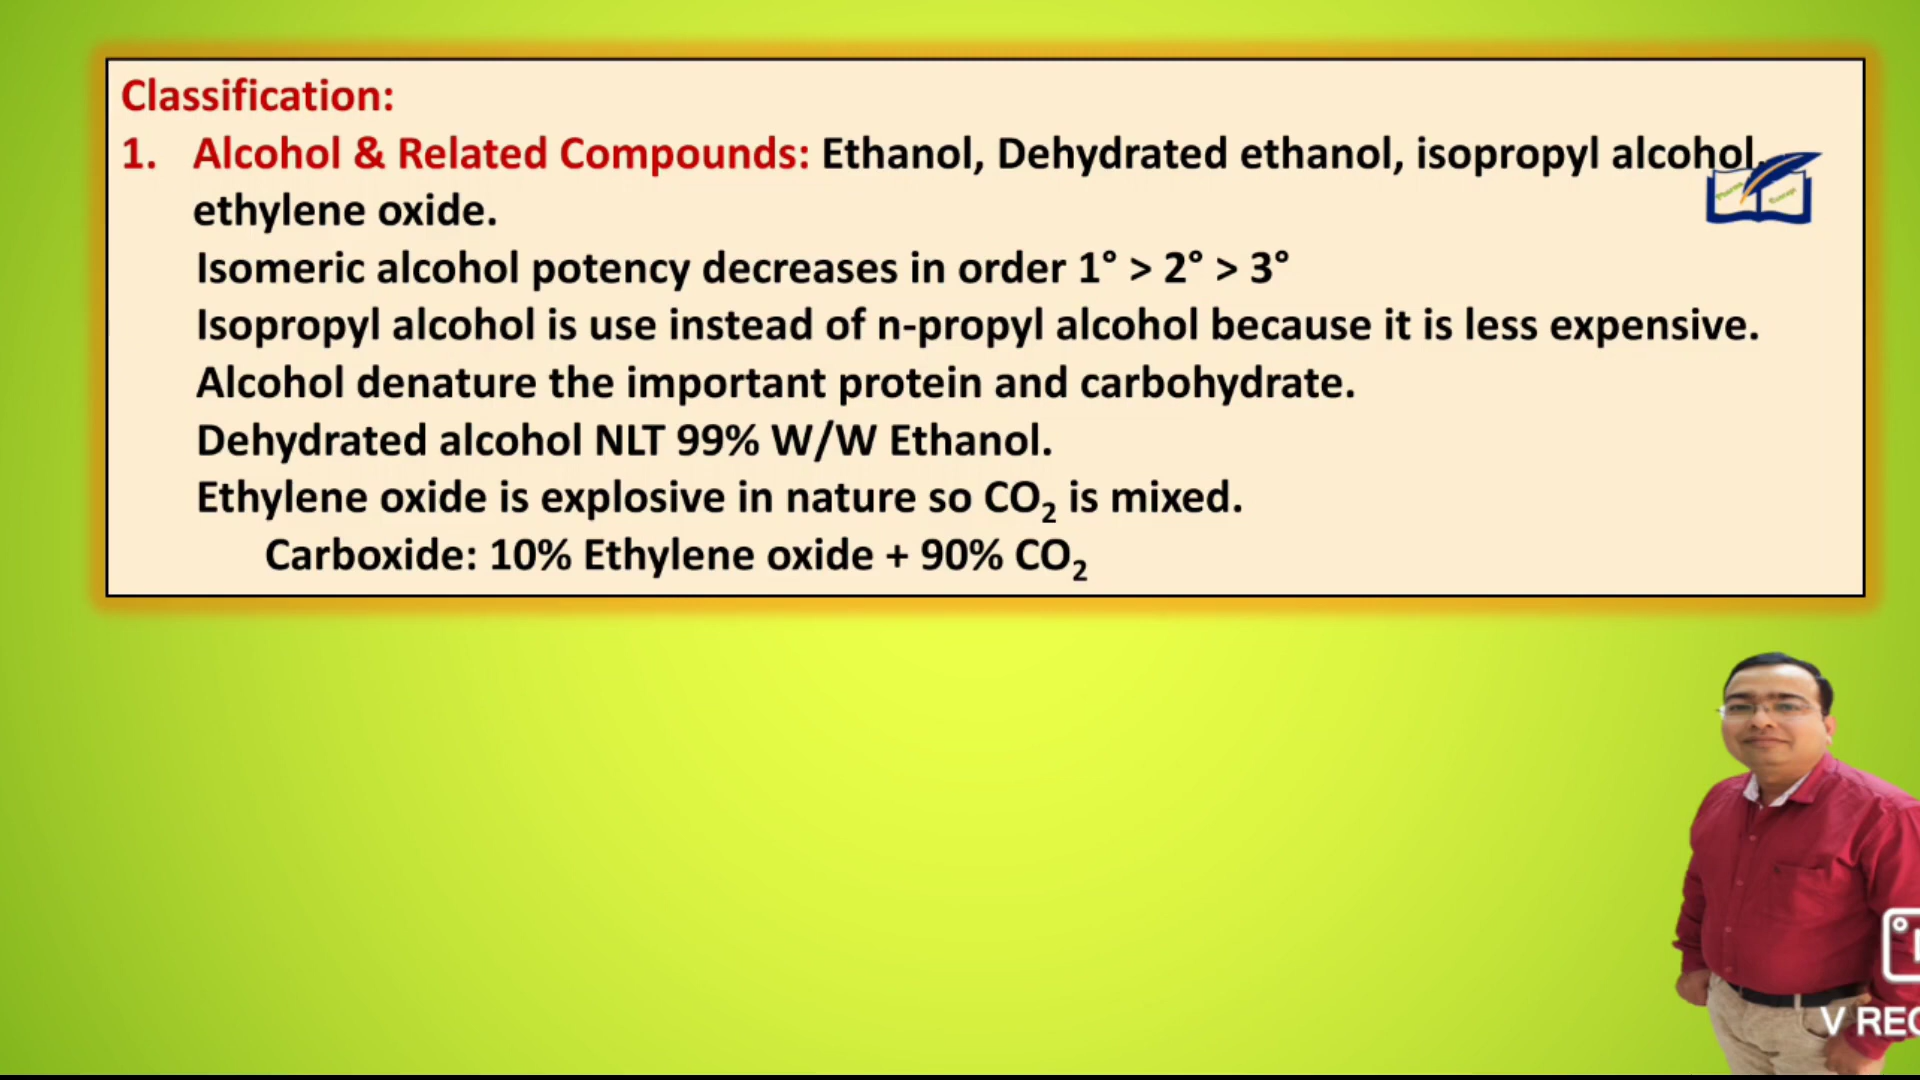 Classification:
1. Alcohol & Related Compounds: Ethanol, Dehydrated ethanol, isopropyl alcohol,
ethylene oxide.
Isomeric alcohol potency decreases in order 1° > 2° > 3°
Isopropyl alcohol is use instead of n-propyl alcohol because it is less expensive.
Alcohol denature the important protein and carbohydrate.
Dehydrated alcohol NLT 99% W/W Ethanol.
Ethylene oxide is explosive in nature so CO₂ is mixed.
Carboxide: 10% Ethylene oxide + 90% CO₂
V REC